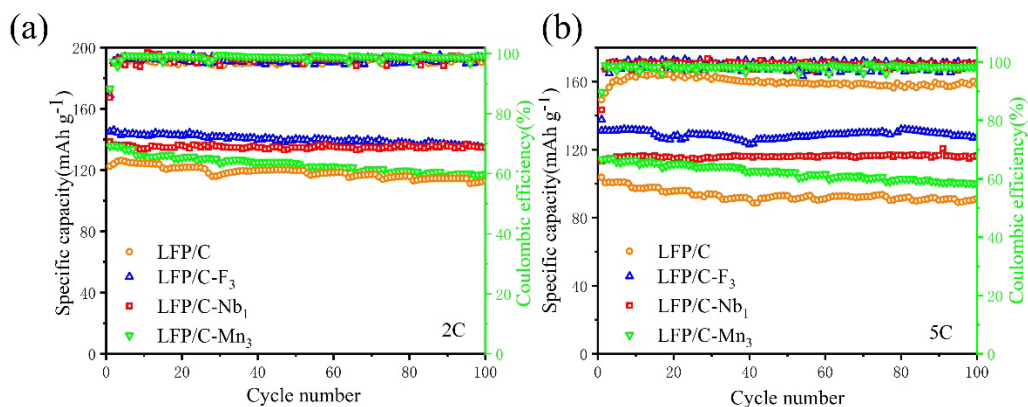 (a)
Specific capacity(mAh g⁻¹)
200
160
120
80
40
0
LFP/C
LFP/C-F₃
LFP/C-Nb₁
LFP/C-Mn₃
2C
0 20 40 60 80 100
Cycle number
100
80
60
40
20
0
Coulombic efficiency(%)
(b)
Specific capacity(mAh g⁻¹)
160
120
80
40
0
LFP/C
LFP/C-F₃
LFP/C-Nb₁
LFP/C-Mn₃
5C
0 20 40 60 80 100
Cycle number
100
80
60
40
20
0
Coulombic efficiency(%)